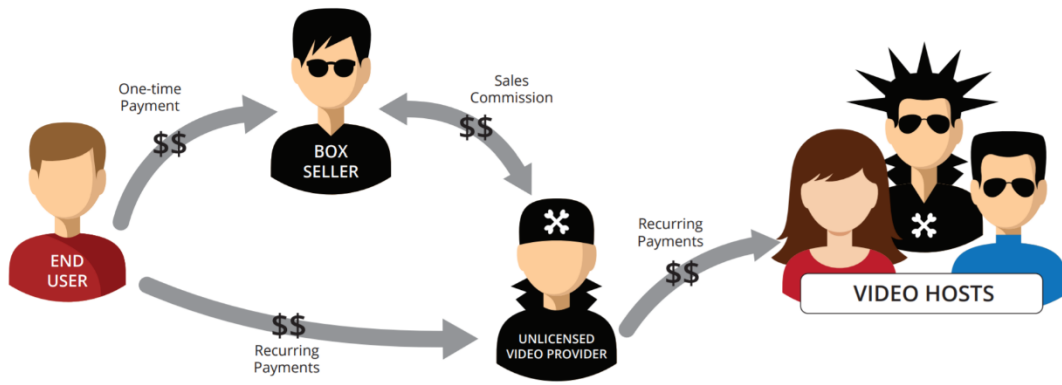 One-time
Payment
$$
BOX
SELLER
Sales
Commission
$$
END
USER
$$
Recurring
Payments
UNLICENSED
VIDEO PROVIDER
Recurring
Payments
$$
VIDEO HOSTS